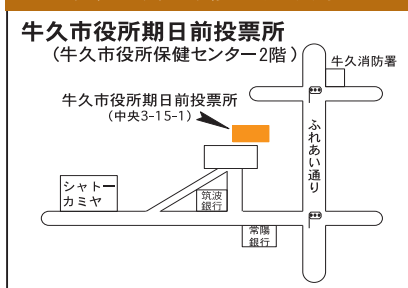 牛久市役所期日前投票所
（牛久市役所保健センター2階）
牛久消防署
牛久市役所期日前投票所
（中央3-15-1）
ふれあい通り
シャトー
カミヤ
筑波
銀行
常陽
銀行